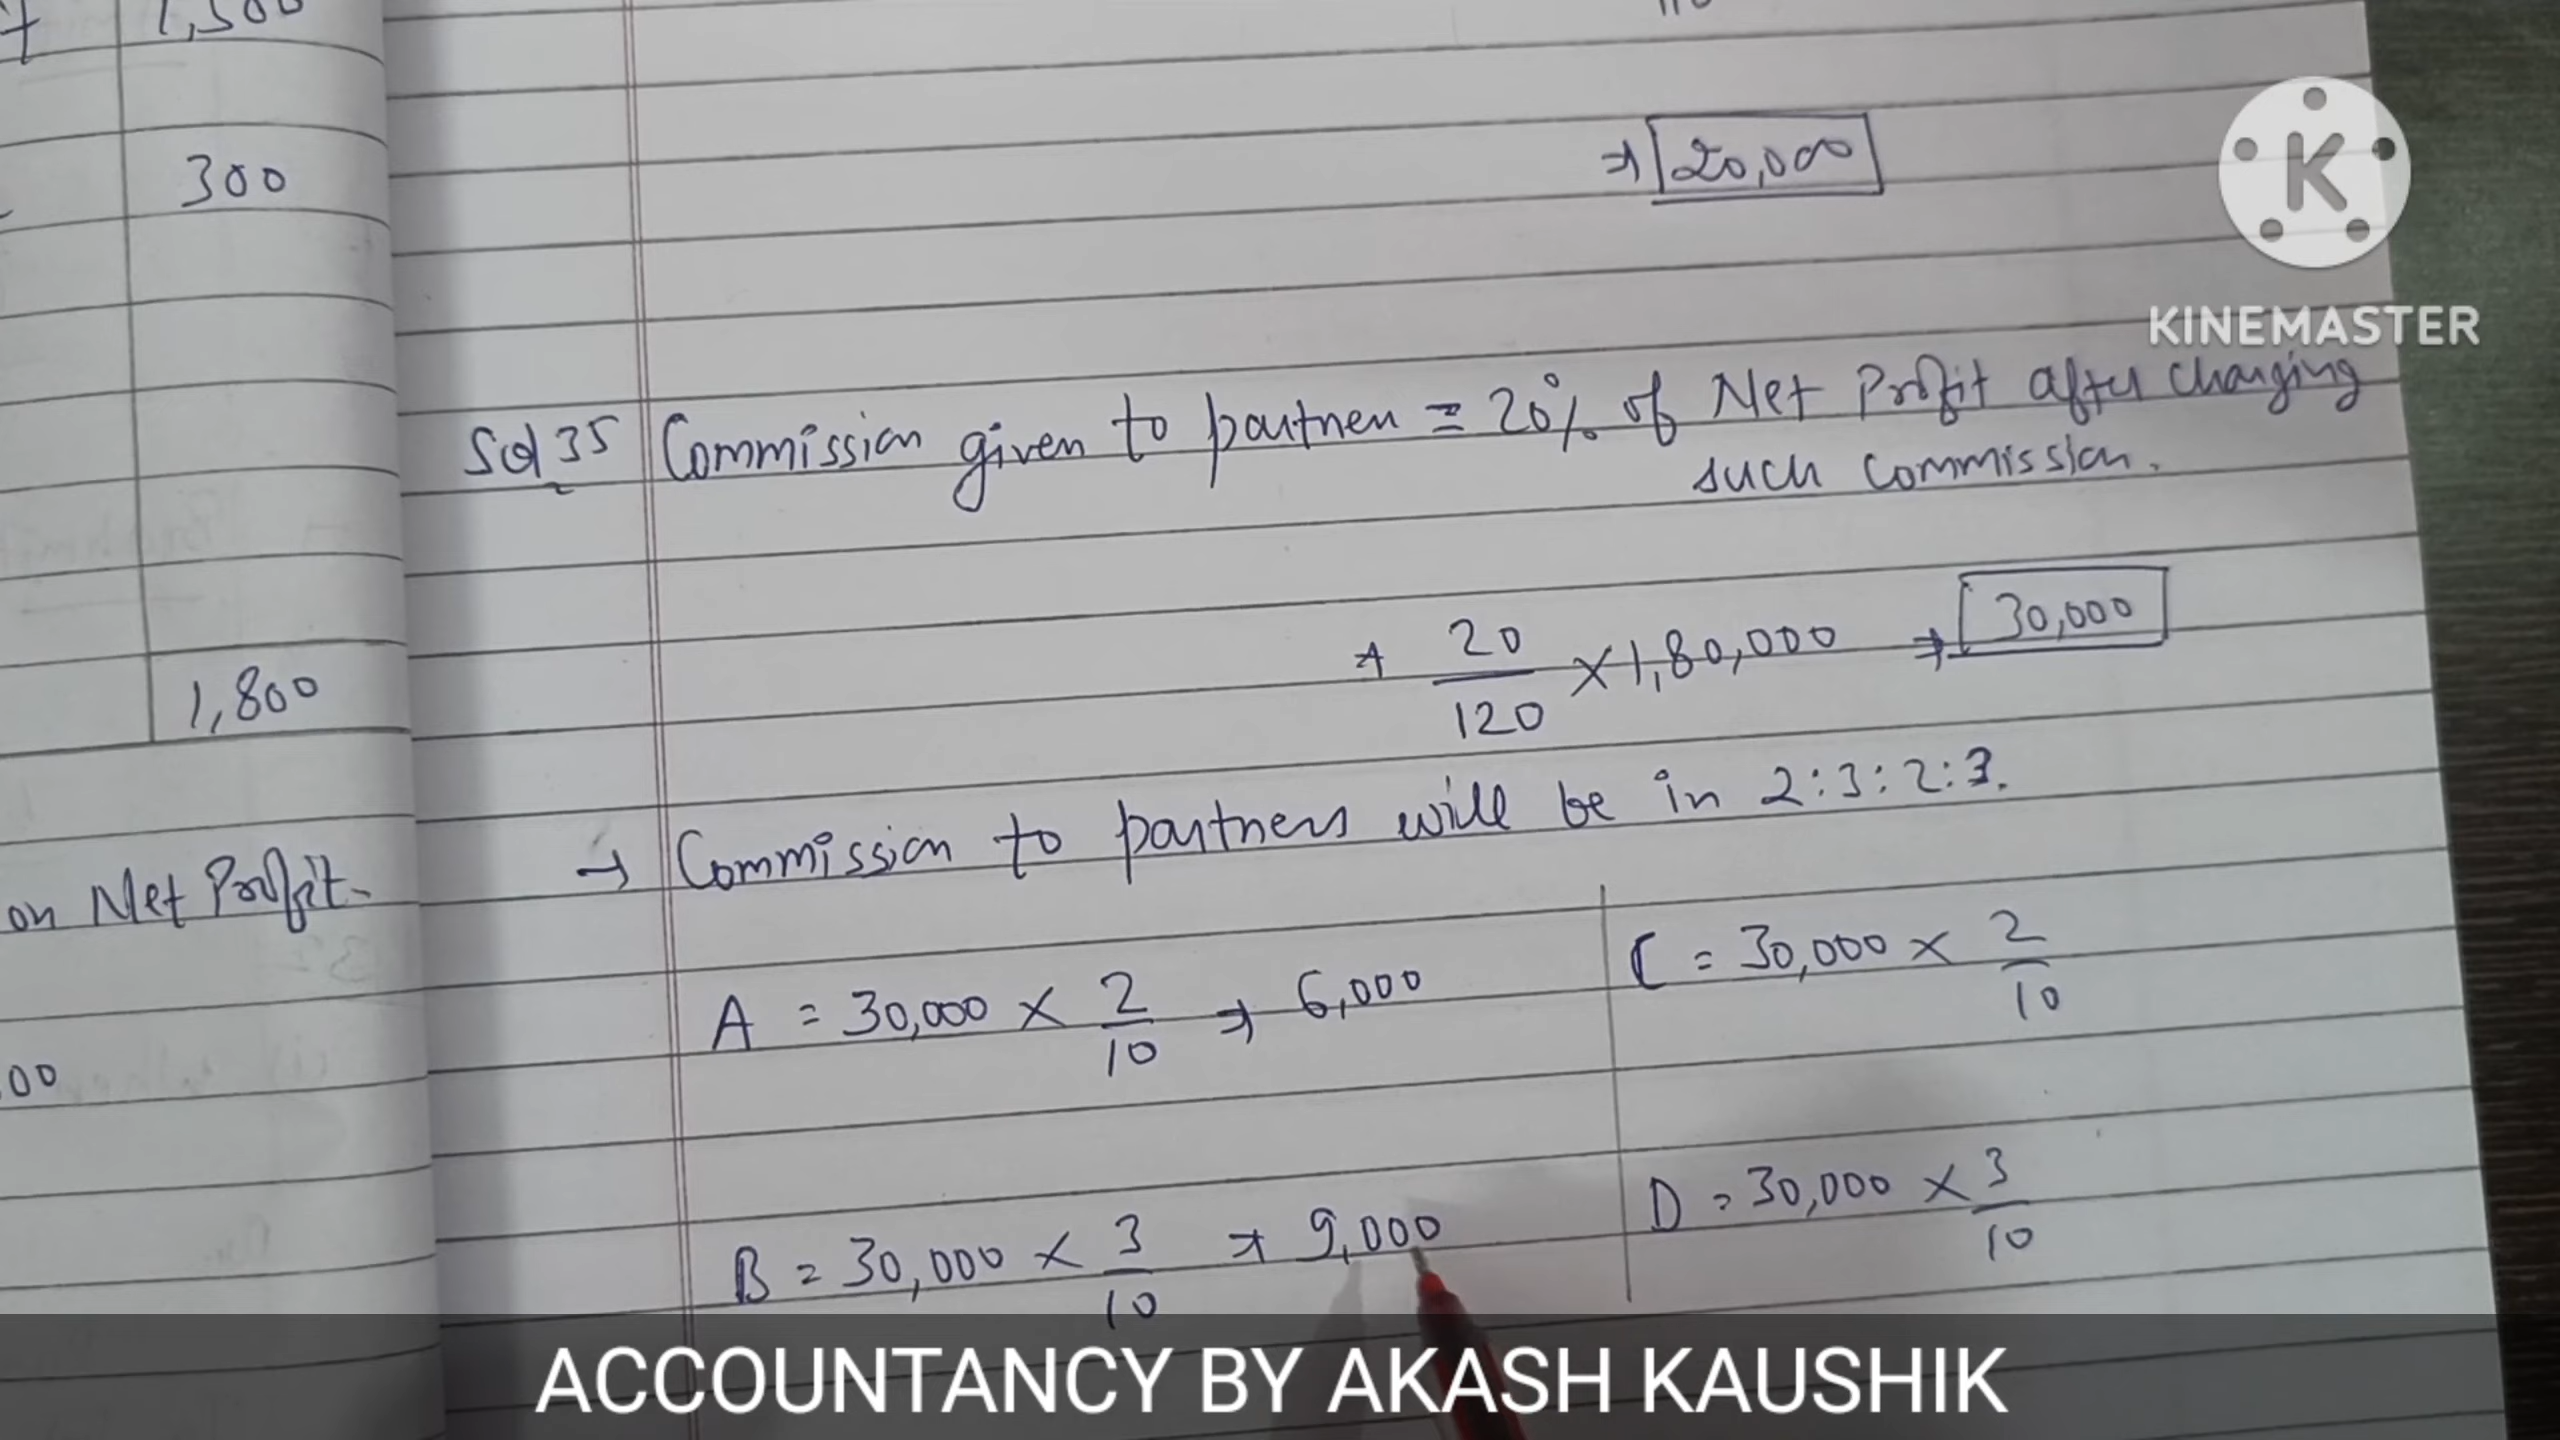 1,500
300
1,800
on Net Profit-
00
⇒ 20,000
KINEMASTER
Sol 35 Commission given to partner = 20% of Net Profit after charging
such commission.
⇒ 20/120 × 1,80,000 ⇒ 30,000
→ Commission to partners will be in 2:3:2:3.
A = 30,000 × 2/10 ⇒ 6,000
C = 30,000 × 2/10
B = 30,000 × 3/10 ⇒ 9,000
D = 30,000 × 3/10
ACCOUNTANCY BY AKASH KAUSHIK